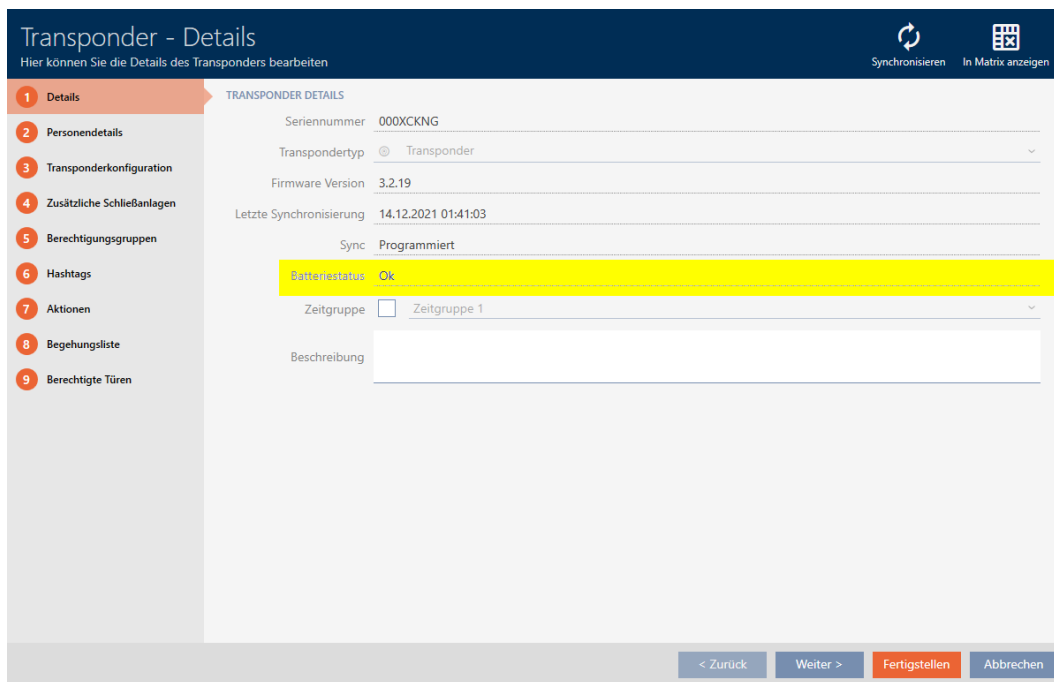 Transponder - Details
Hier können Sie die Details des Transponders bearbeiten
Synchronisieren
In Matrix anzeigen
1 Details
2 Personendetails
3 Transponderkonfiguration
4 Zusätzliche Schließanlagen
5 Berechtigungsgruppen
6 Hashtags
7 Aktionen
8 Begehungsliste
9 Berechtigte Türen
TRANSPONDER DETAILS
Seriennummer 000XCKNG
Transpondertyp Transponder
Firmware Version 3.2.19
Letzte Synchronisierung 14.12.2021 01:41:03
Sync Programmiert
Batteriestatus Ok
Zeitgruppe Zeitgruppe 1
Beschreibung
< Zurück Weiter > Fertigstellen Abbrechen